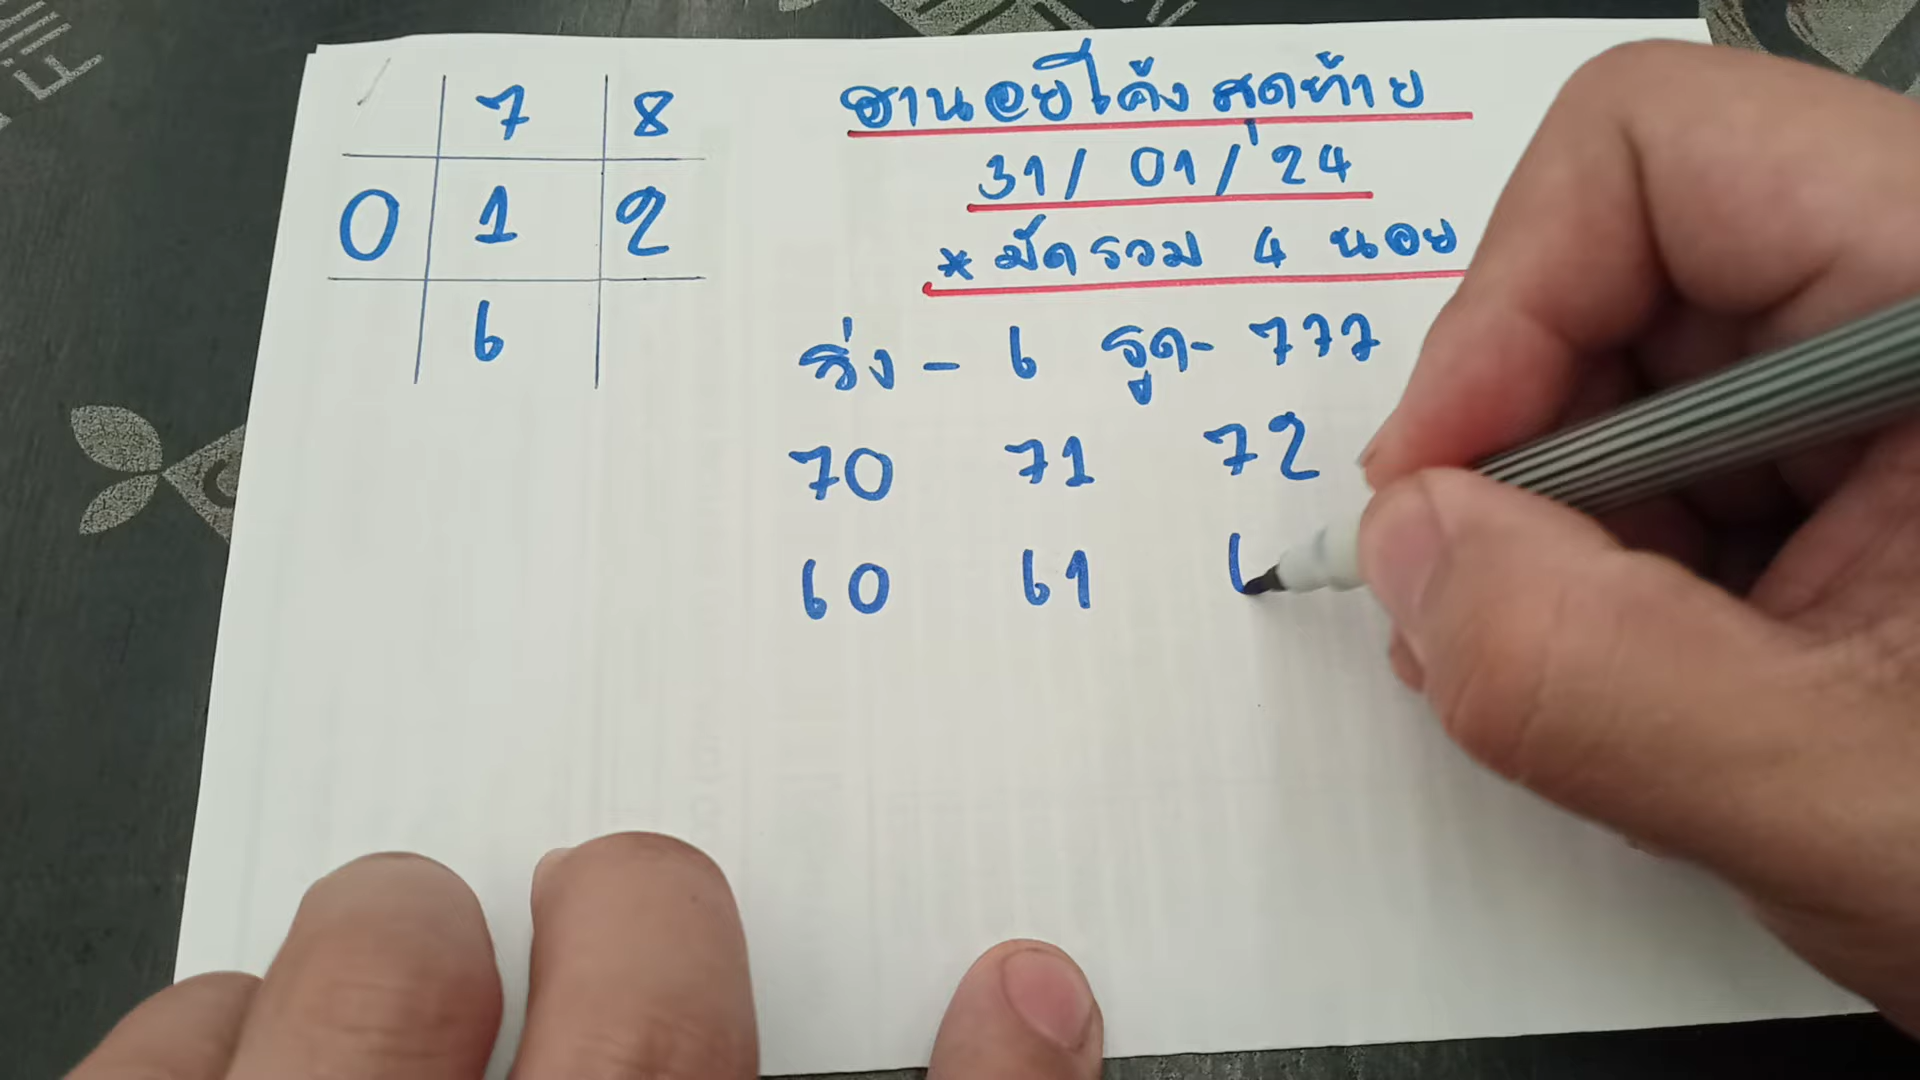 7 8
0 1 2
6
ฮานอยโค้งสุดท้าย
31/ 01/ 24
* มัดรวม 4 นอย
วิ่ง - 6 รูด- 777
70 71 72
60 61